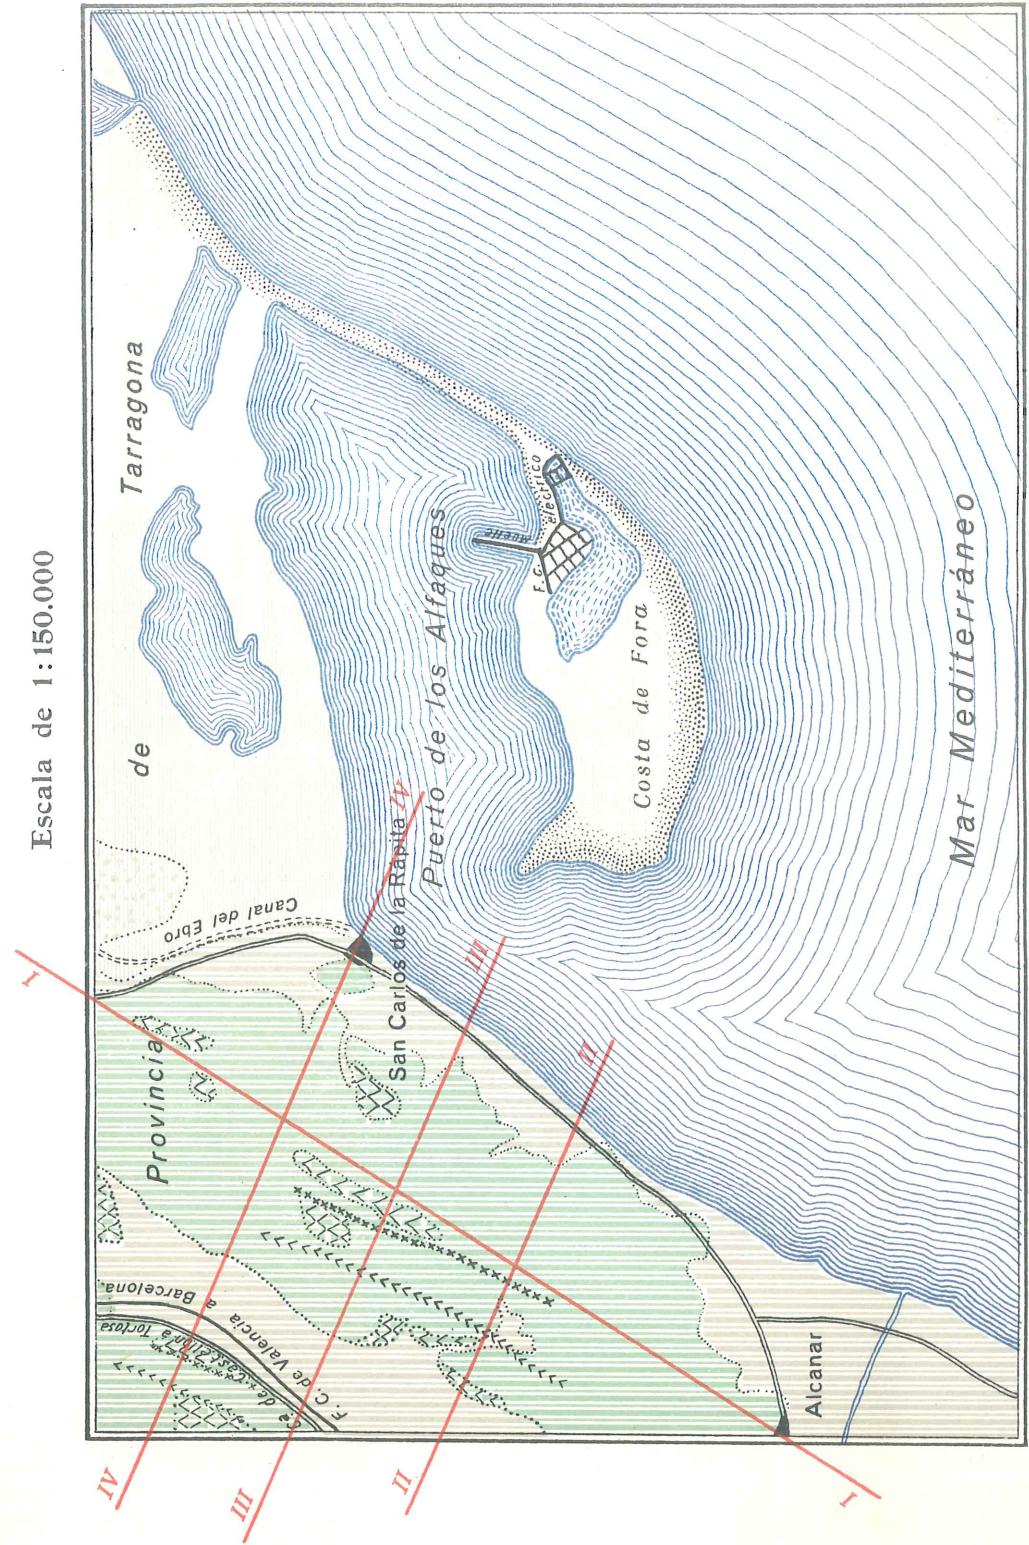 Escala de 1:150.000
Provincia
de
Tarragona
Canal del Ebro
San Carlos de la Rápita
Puerto de los Alfaques
Muelle
F. C. eléctrico
Costa de Fora
Mar Mediterráneo
Alcanar
F. C. de Valencia a Barcelona.
Cª de Castellón a Tortosa
I
I
II
II
III
III
IV
IV